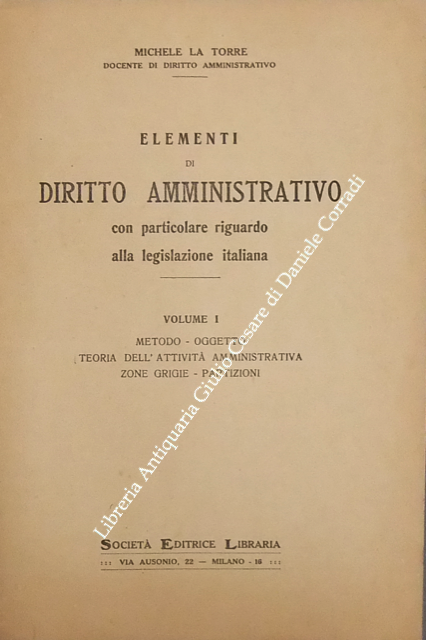 MICHELE LA TORRE
DOCENTE DI DIRITTO AMMINISTRATIVO
ELEMENTI
DI
DIRITTO AMMINISTRATIVO
con particolare riguardo
alla legislazione italiana
VOLUME I
METODO - OGGETTO
TEORIA DELL'ATTIVITÀ AMMINISTRATIVA
ZONE GRIGIE - PARTIZIONI
SOCIETÀ EDITRICE LIBRARIA
::: VIA AUSONIO, 22 — MILANO - 16 :::
Libreria Antiquaria Giulio Cesare di Daniele Corradi